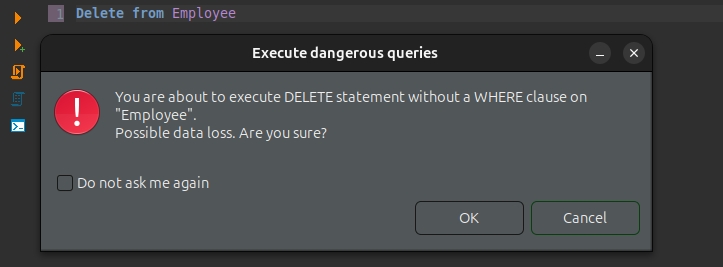 1 Delete from Employee
Execute dangerous queries
You are about to execute DELETE statement without a WHERE clause on
"Employee".
Possible data loss. Are you sure?
Do not ask me again
OK Cancel